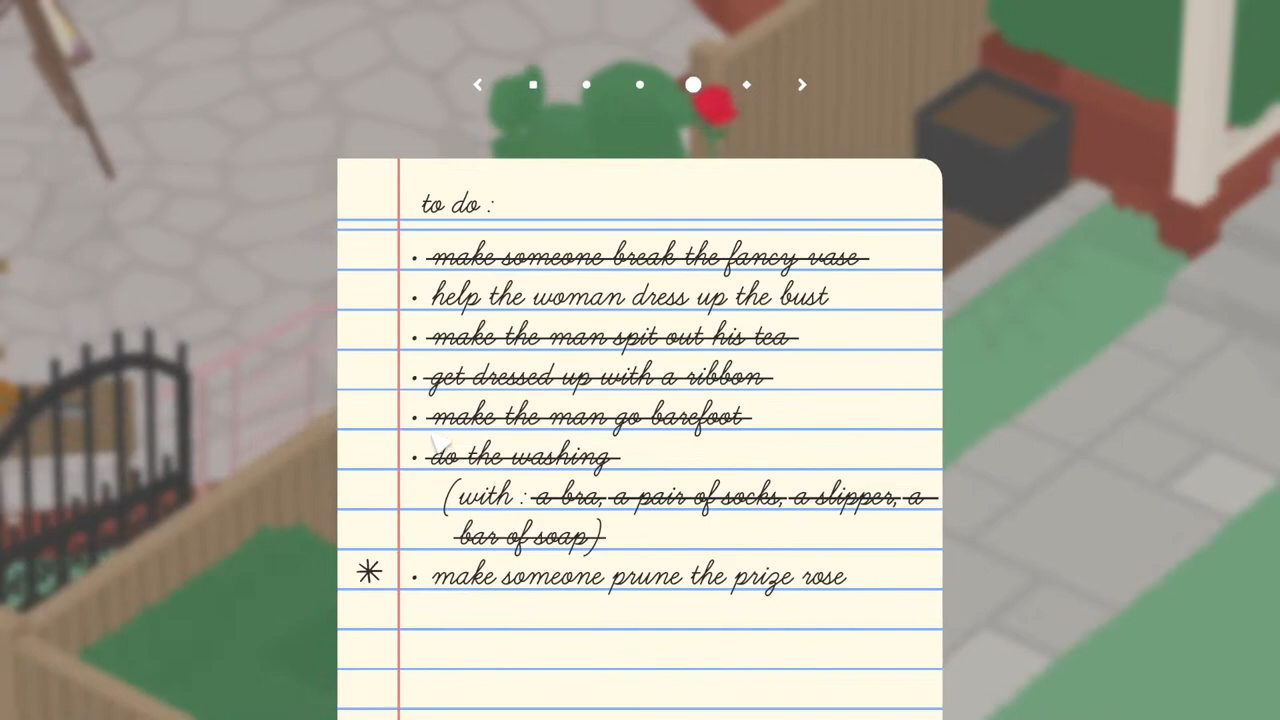 to do :
• make someone break the fancy vase
• help the woman dress up the bust
• make the man spit out his tea
• get dressed up with a ribbon
• make the man go barefoot
• do the washing
(with : a bra, a pair of socks, a slipper, a
bar of soap)
• make someone prune the prize rose